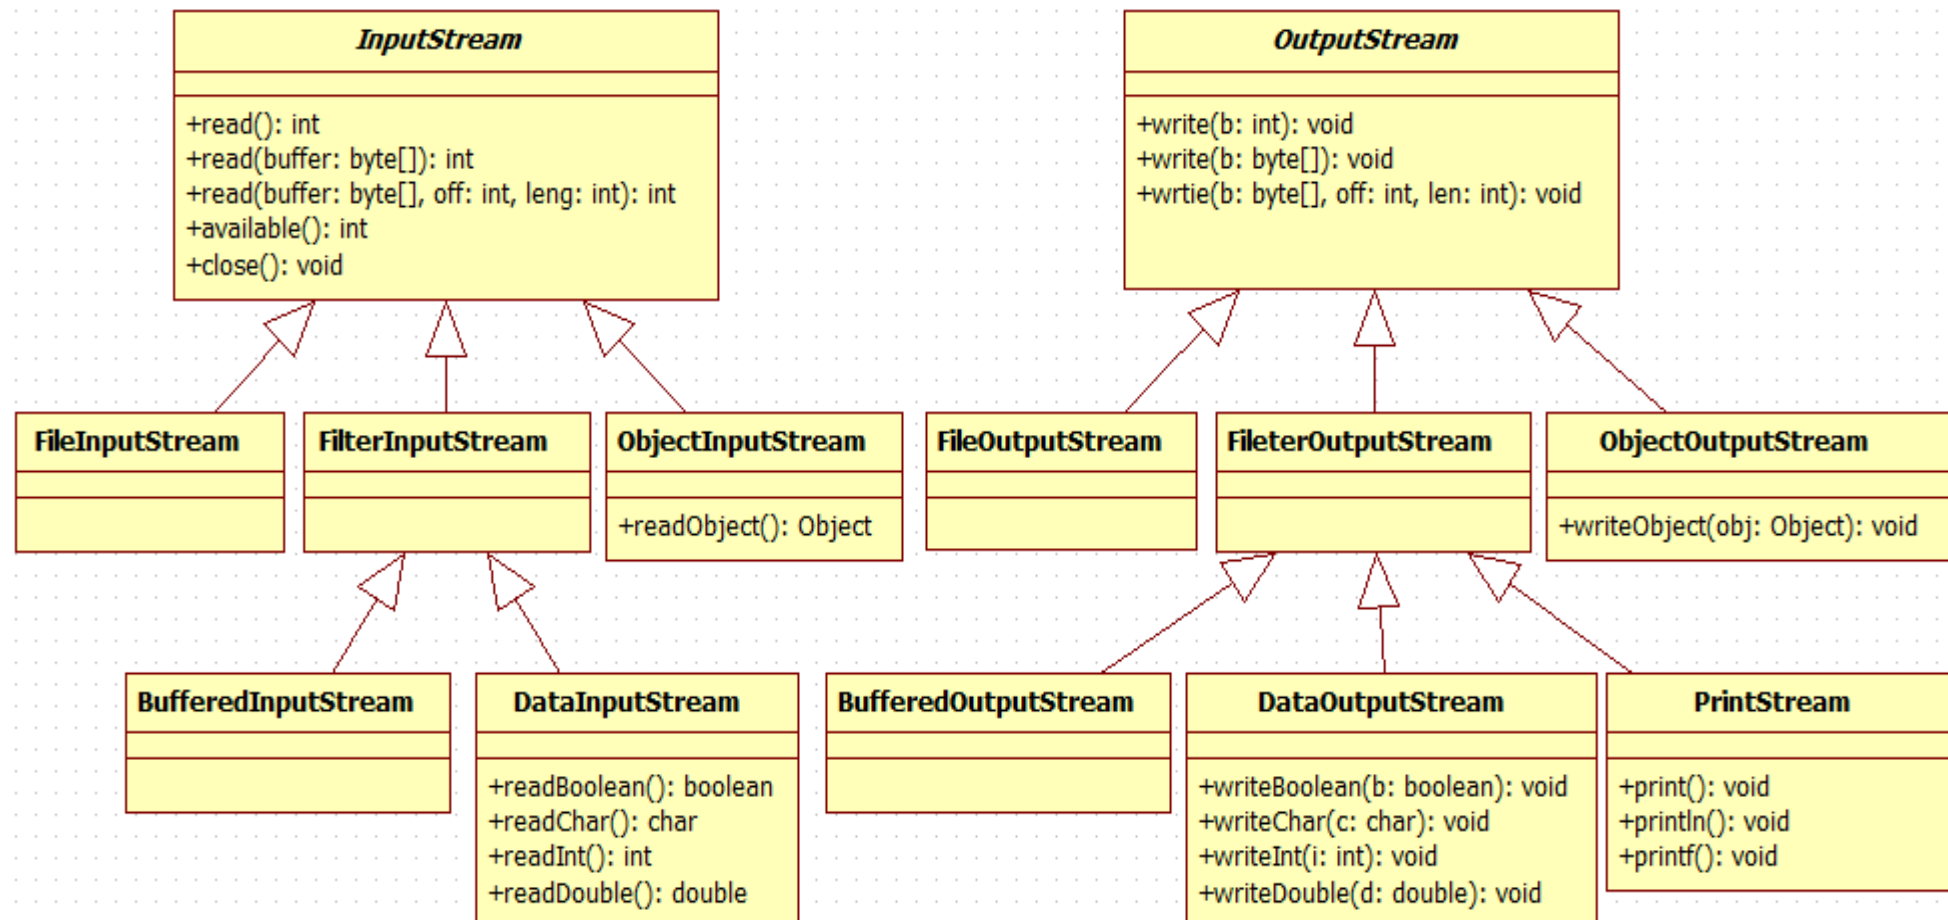 InputStream
+read(): int
+read(buffer: byte[]): int
+read(buffer: byte[], off: int, leng: int): int
+available(): int
+close(): void
OutputStream
+write(b: int): void
+write(b: byte[]): void
+wrtie(b: byte[], off: int, len: int): void
FileInputStream
FilterInputStream
ObjectInputStream
+readObject(): Object
FileOutputStream
FileterOutputStream
ObjectOutputStream
+writeObject(obj: Object): void
BufferedInputStream
DataInputStream
+readBoolean(): boolean
+readChar(): char
+readInt(): int
+readDouble(): double
BufferedOutputStream
DataOutputStream
+writeBoolean(b: boolean): void
+writeChar(c: char): void
+writeInt(i: int): void
+writeDouble(d: double): void
PrintStream
+print(): void
+println(): void
+printf(): void